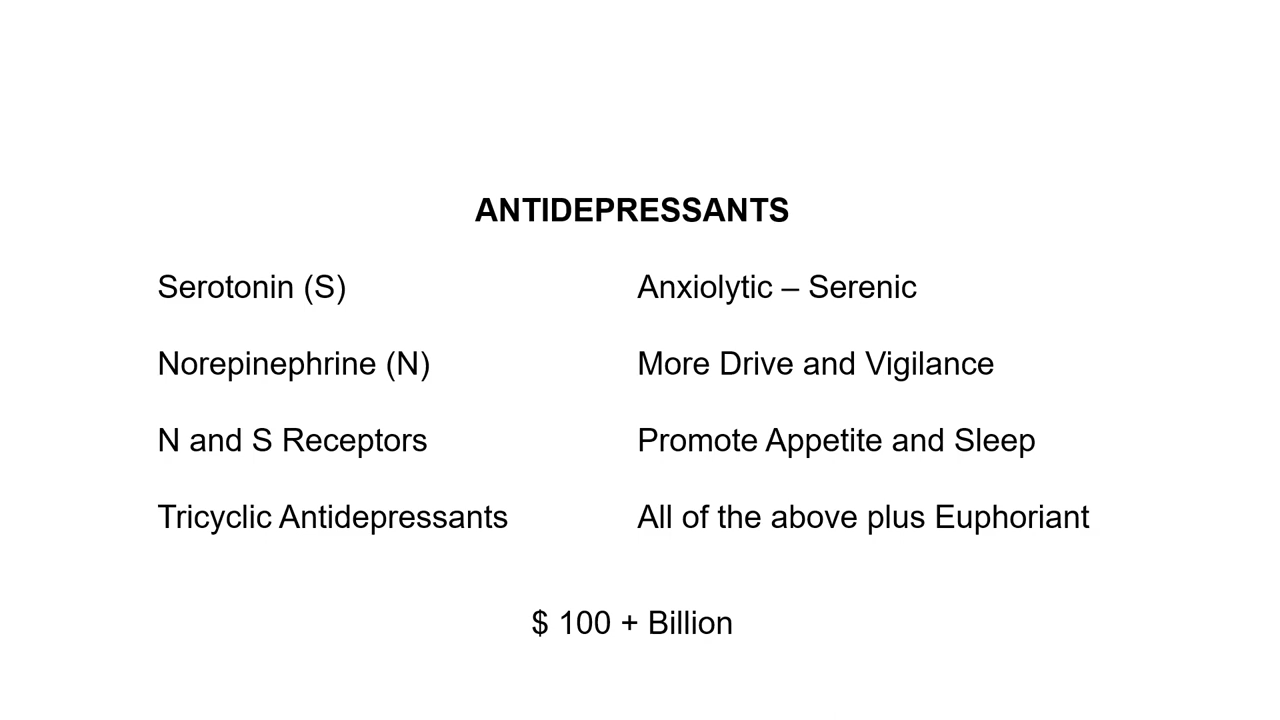 ANTIDEPRESSANTS
Serotonin (S) Anxiolytic – Serenic
Norepinephrine (N) More Drive and Vigilance
N and S Receptors Promote Appetite and Sleep
Tricyclic Antidepressants All of the above plus Euphoriant
$ 100 + Billion